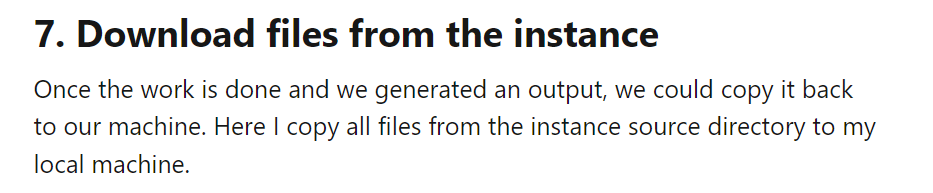 7. Download files from the instance
Once the work is done and we generated an output, we could copy it back
to our machine. Here I copy all files from the instance source directory to my
local machine.